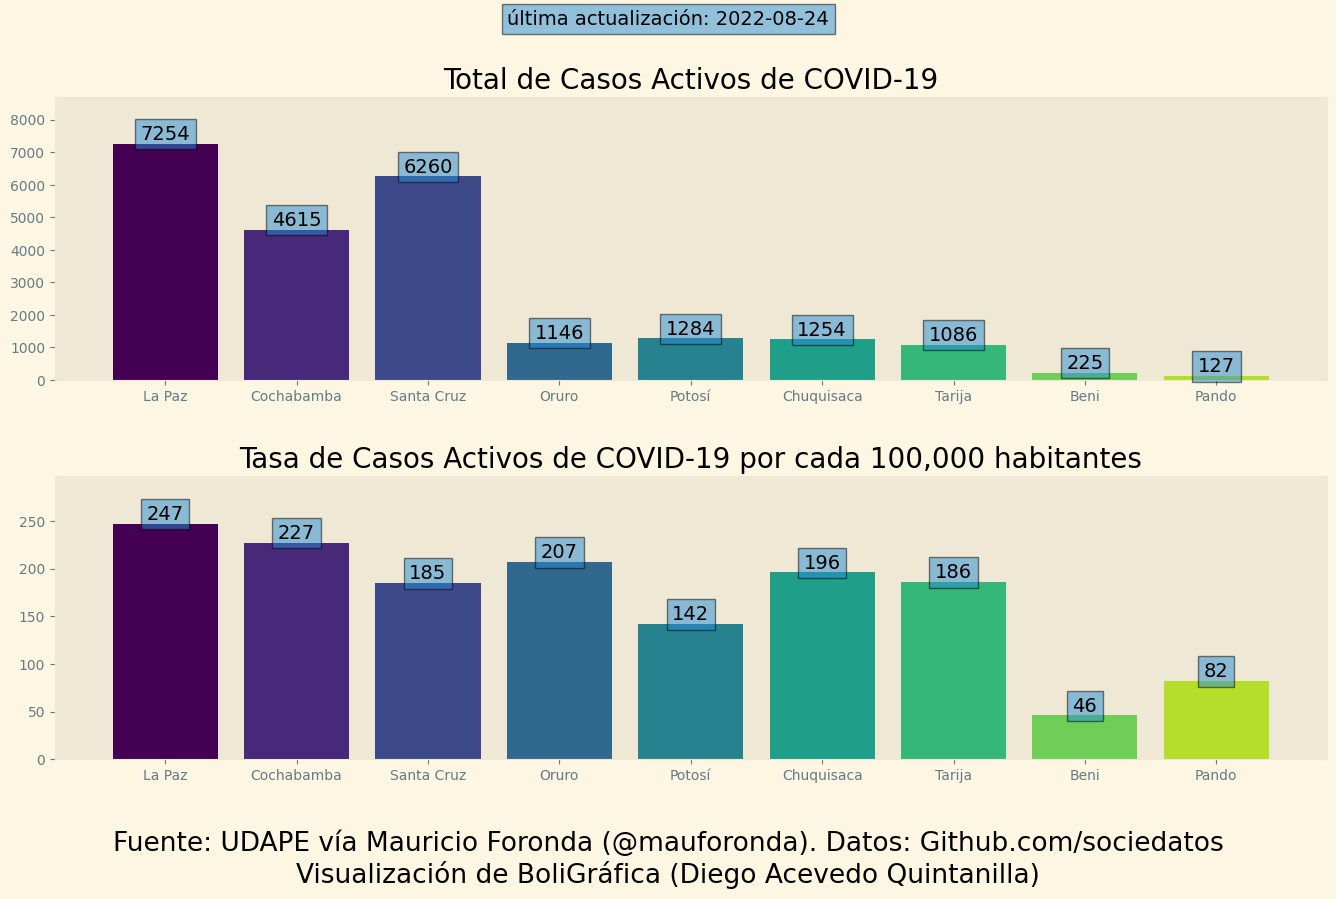 última actualización: 2022-08-24
Total de Casos Activos de COVID-19
8000
7000
6000
5000
4000
3000
2000
1000
0
7254
4615
6260
1146
1284
1254
1086
225
127
La Paz
Cochabamba
Santa Cruz
Oruro
Potosí
Chuquisaca
Tarija
Beni
Pando
Tasa de Casos Activos de COVID-19 por cada 100,000 habitantes
250
200
150
100
50
0
247
227
185
207
142
196
186
46
82
La Paz
Cochabamba
Santa Cruz
Oruro
Potosí
Chuquisaca
Tarija
Beni
Pando
Fuente: UDAPE vía Mauricio Foronda (@mauforonda). Datos: Github.com/sociedatos
Visualización de BoliGráfica (Diego Acevedo Quintanilla)